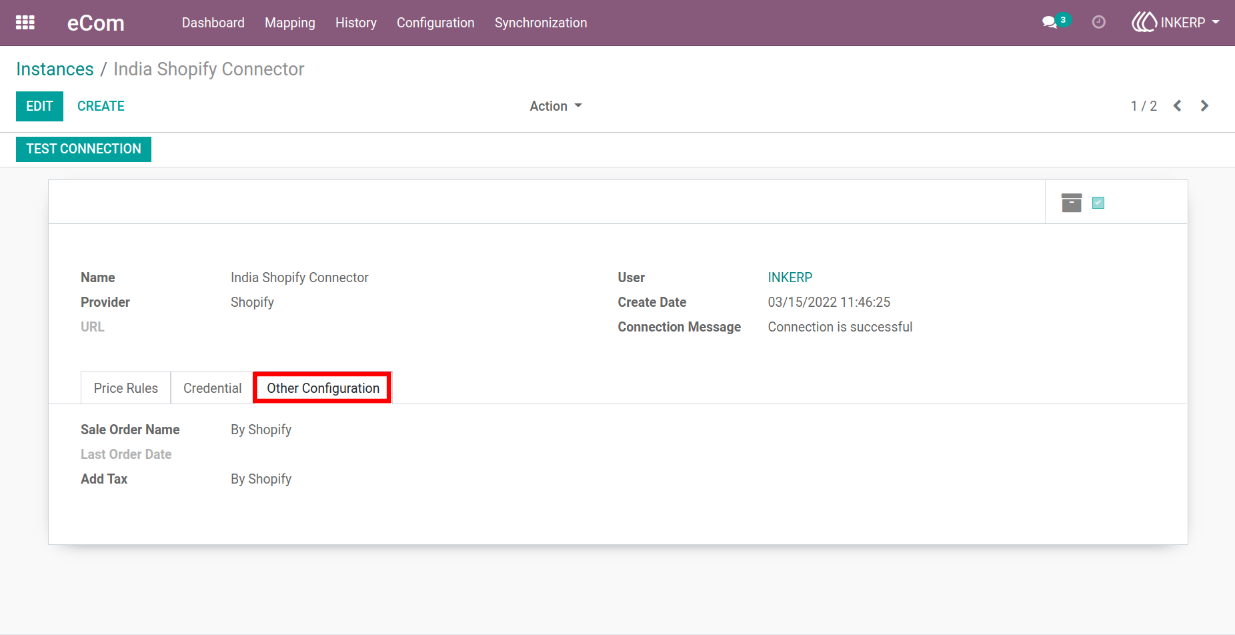 eCom Dashboard Mapping History Configuration Synchronization 3 INKERP
Instances / India Shopify Connector
EDIT CREATE Action 1 / 2
TEST CONNECTION
Name India Shopify Connector User INKERP
Provider Shopify Create Date 03/15/2022 11:46:25
URL Connection Message Connection is successful
Price Rules Credential Other Configuration
Sale Order Name By Shopify
Last Order Date
Add Tax By Shopify